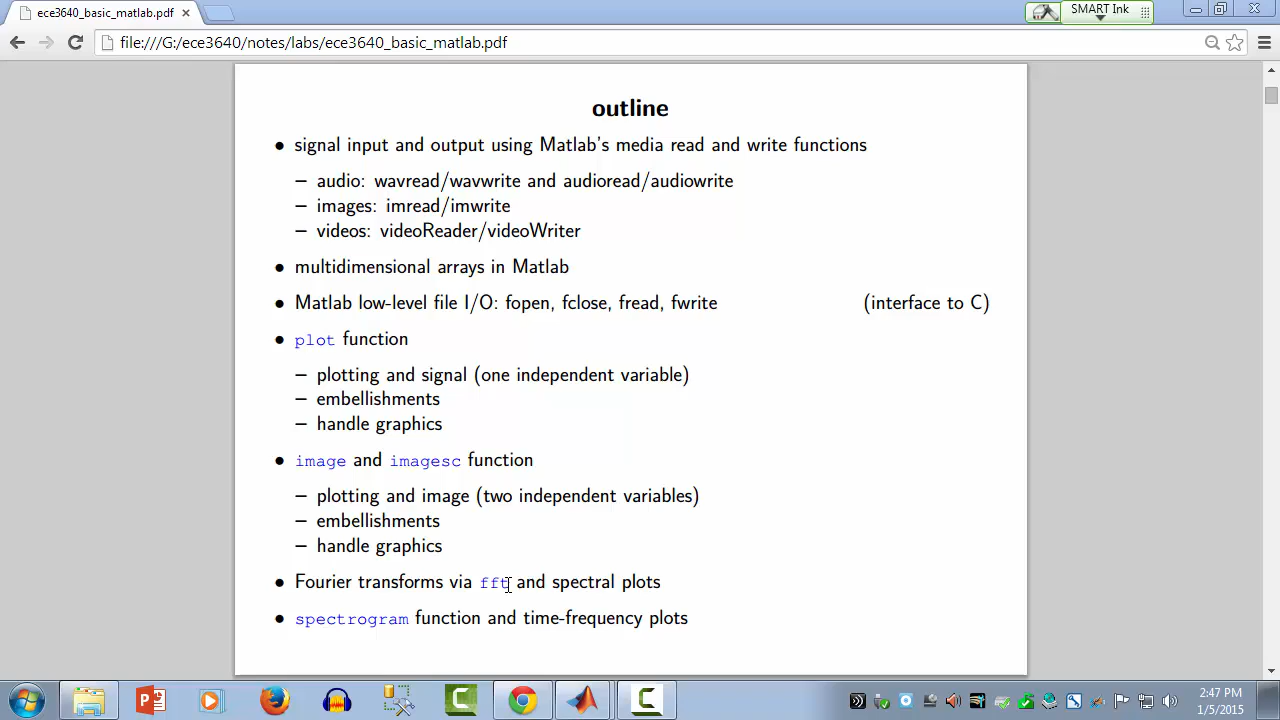 ece3640_basic_matlab.pdf
SMART Ink
file:///G:/ece3640/notes/labs/ece3640_basic_matlab.pdf
outline
• signal input and output using Matlab's media read and write functions
– audio: wavread/wavwrite and audioread/audiowrite
– images: imread/imwrite
– videos: videoReader/videoWriter
• multidimensional arrays in Matlab
• Matlab low-level file I/O: fopen, fclose, fread, fwrite (interface to C)
• plot function
– plotting and signal (one independent variable)
– embellishments
– handle graphics
• image and imagesc function
– plotting and image (two independent variables)
– embellishments
– handle graphics
• Fourier transforms via fft and spectral plots
• spectrogram function and time-frequency plots
2:47 PM
1/5/2015